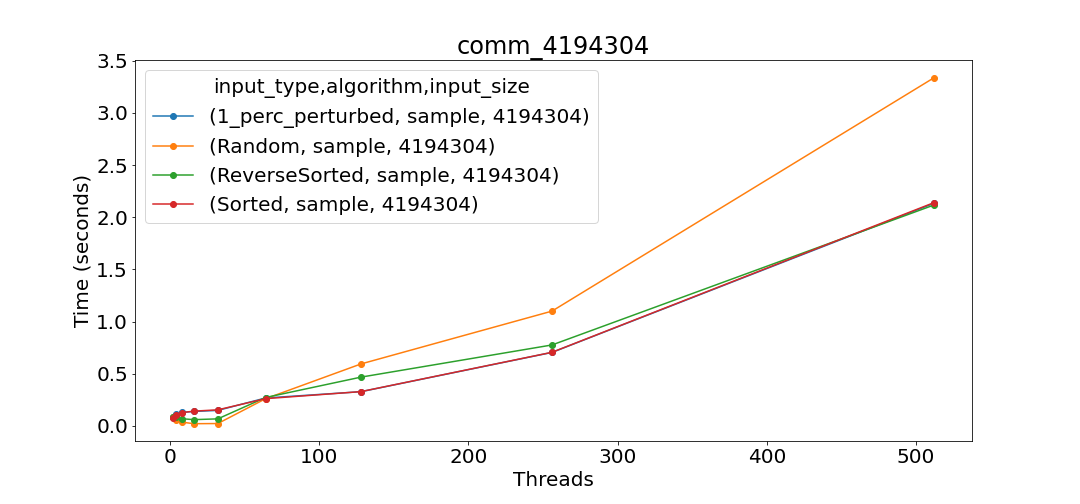 comm_4194304
3.5
3.0
2.5
2.0
1.5
1.0
0.5
0.0
Time (seconds)
input_type,algorithm,input_size
(1_perc_perturbed, sample, 4194304)
(Random, sample, 4194304)
(ReverseSorted, sample, 4194304)
(Sorted, sample, 4194304)
0 100 200 300 400 500
Threads